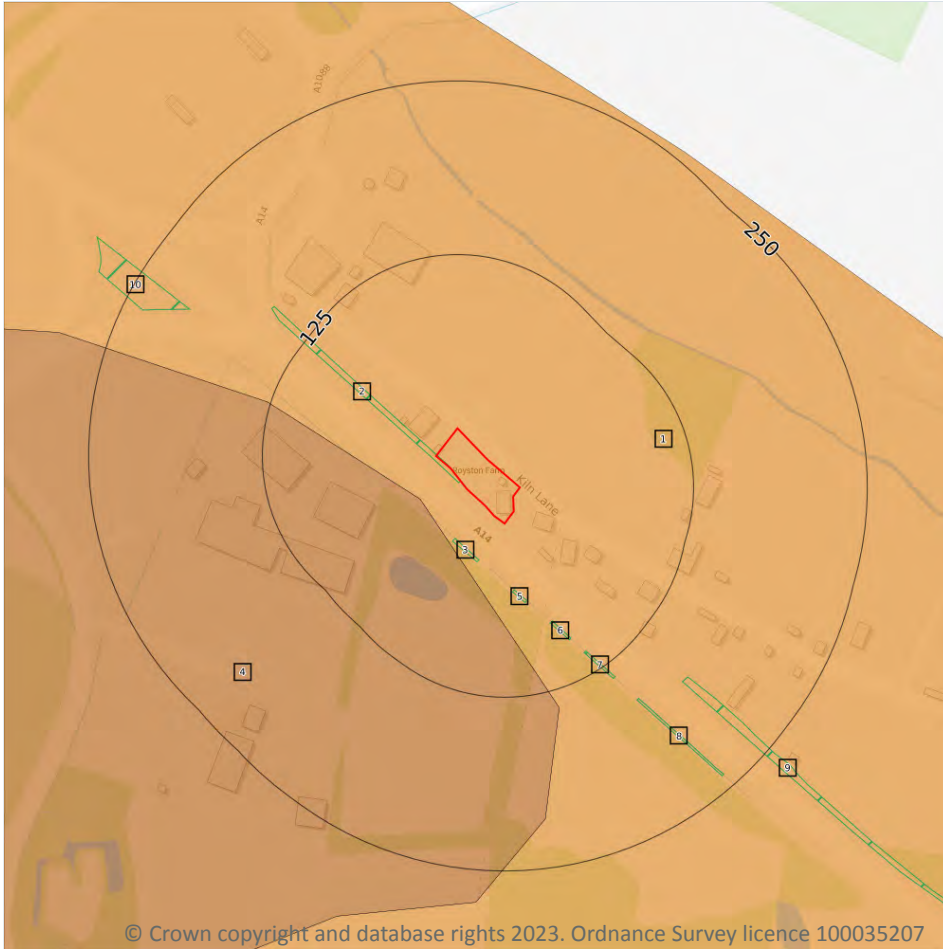 A1088
A14
250
10
125
2
1
Royston Farm
Kiln Lane
A14
3
5
6
7
4
8
9
© Crown copyright and database rights 2023. Ordnance Survey licence 100035207